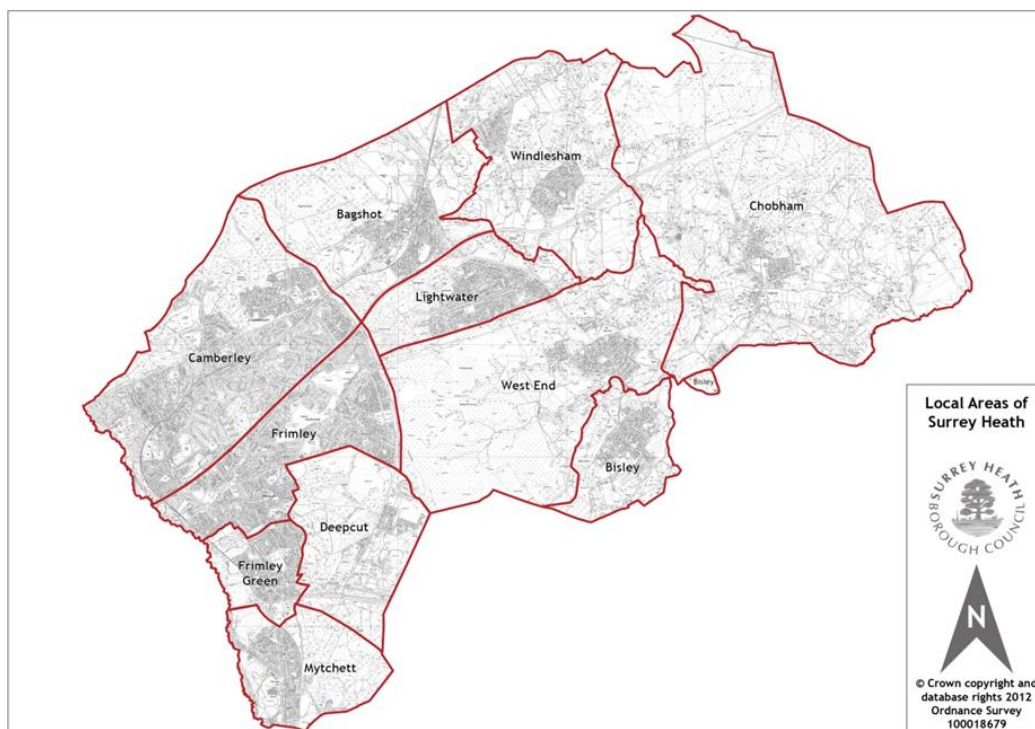 Windlesham
Chobham
Bagshot
Lightwater
Camberley
West End
Bisley
Frimley
Bisley
Deepcut
Frimley
Green
Mytchett
Local Areas of
Surrey Heath
SURREY HEATH
BOROUGH COUNCIL
N
© Crown copyright and
database rights 2012
Ordnance Survey
100018679